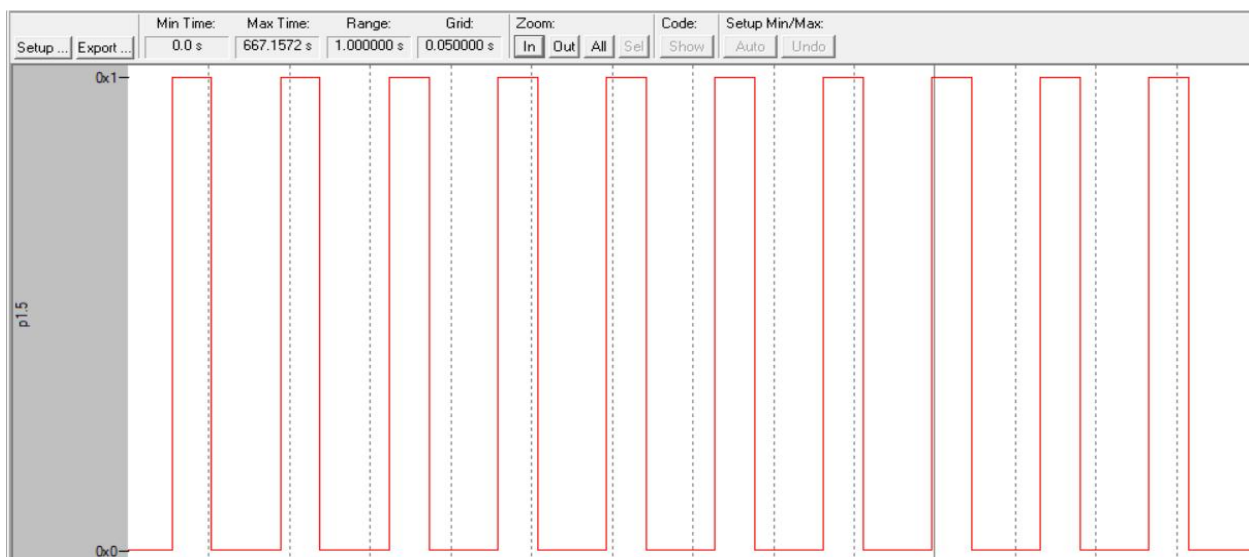 Min Time: Max Time: Range: Grid: Zoom: Code: Setup Min/Max:
Setup ... Export ... 0.0 s 667.1572 s 1.000000 s 0.050000 s In Out All Sel Show Auto Undo
0x1
p1.5
0x0